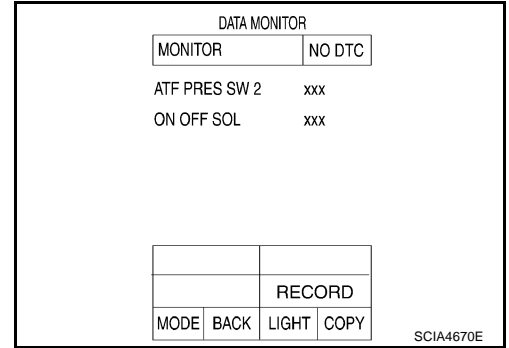 DATA MONITOR
MONITOR NO DTC
ATF PRES SW 2 xxx
ON OFF SOL xxx
RECORD
MODE BACK LIGHT COPY
SCIA4670E